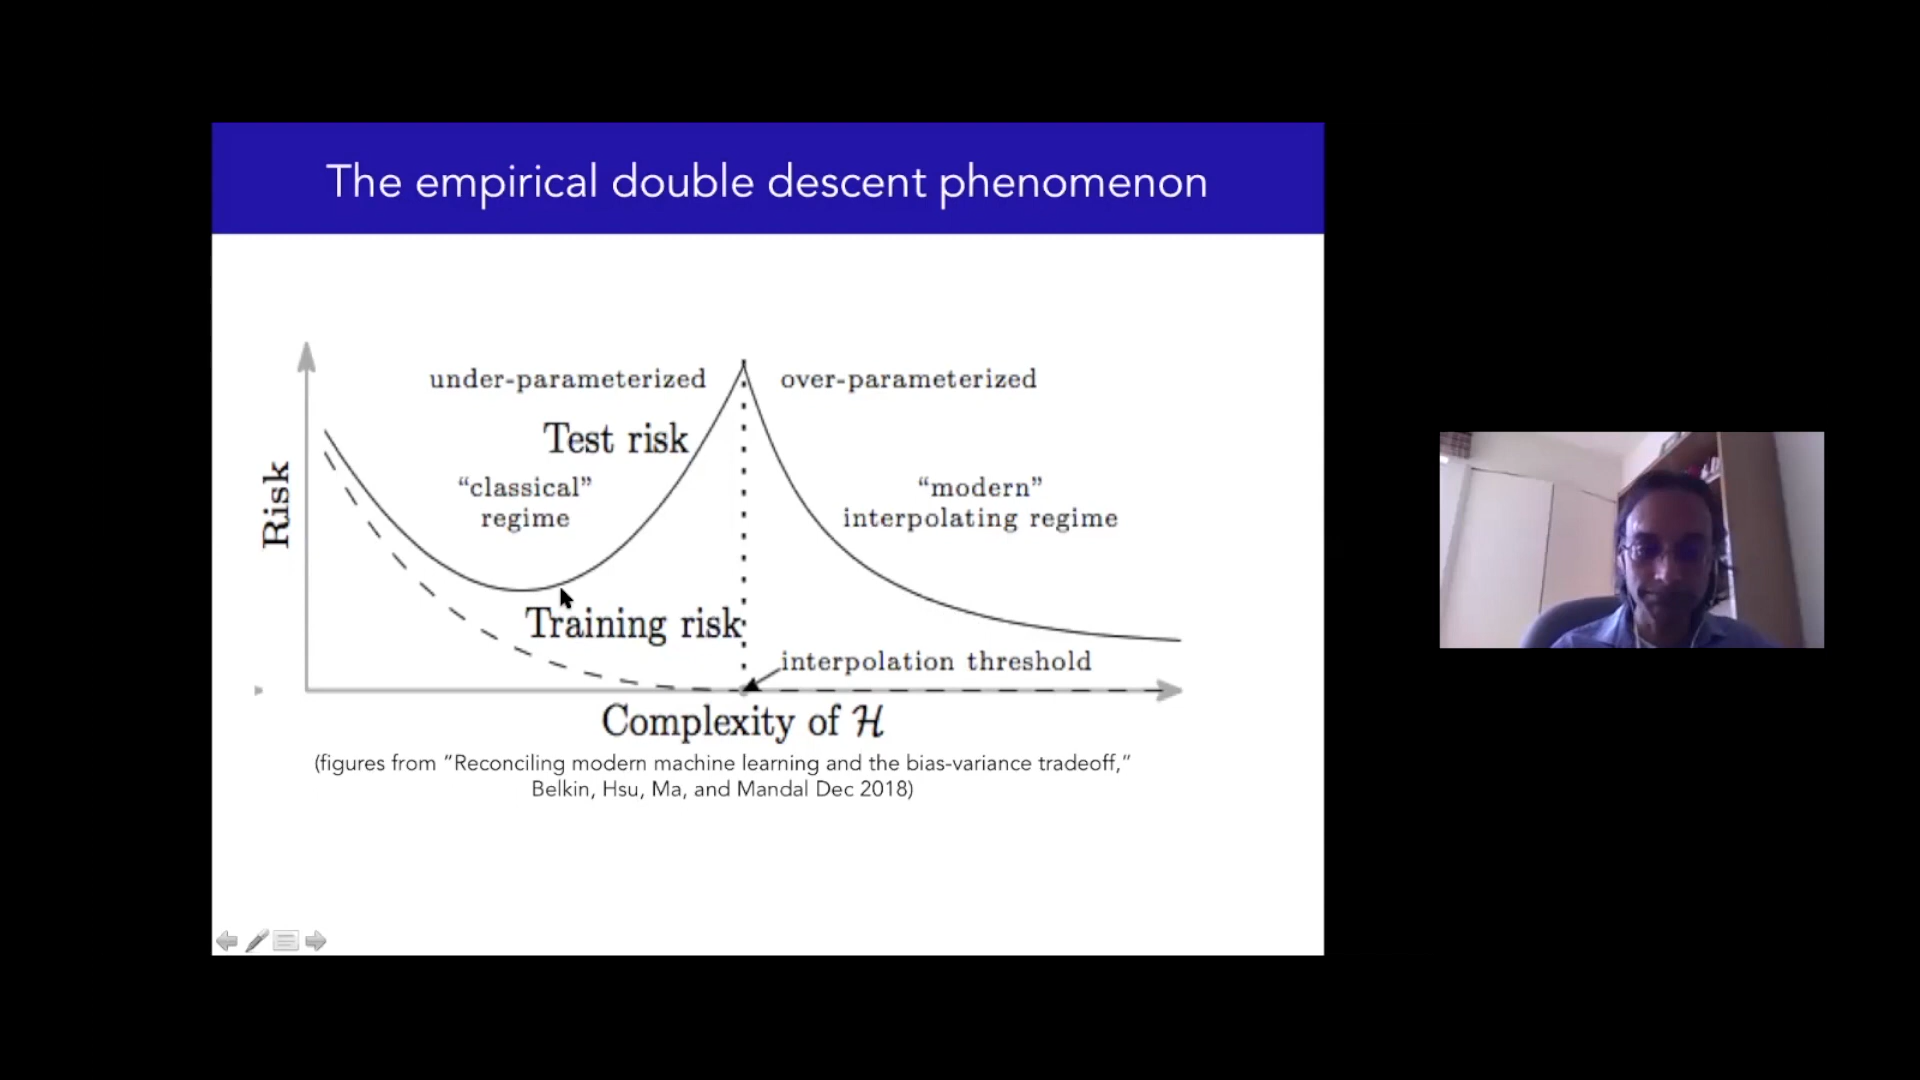 The empirical double descent phenomenon
under-parameterized
over-parameterized
Test risk
"classical"
regime
"modern"
interpolating regime
Risk
Training risk
interpolation threshold
Complexity of ℋ
(figures from "Reconciling modern machine learning and the bias-variance tradeoff,"
Belkin, Hsu, Ma, and Mandal Dec 2018)